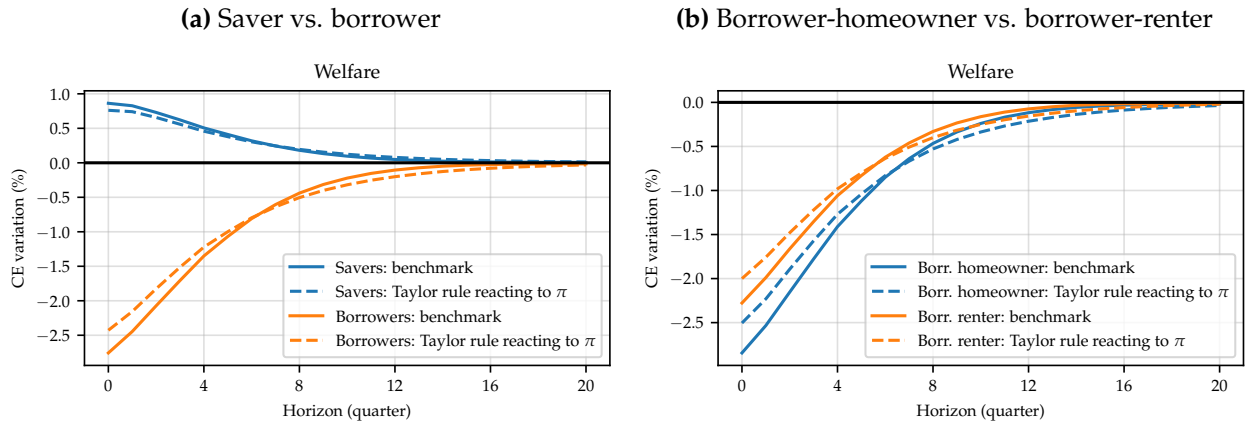 (a) Saver vs. borrower
Welfare
CE variation (%)
1.0
0.5
0.0
−0.5
−1.0
−1.5
−2.0
−2.5
Savers: benchmark
Savers: Taylor rule reacting to π
Borrowers: benchmark
Borrowers: Taylor rule reacting to π
0 4 8 12 16 20
Horizon (quarter)
(b) Borrower-homeowner vs. borrower-renter
Welfare
CE variation (%)
0.0
−0.5
−1.0
−1.5
−2.0
−2.5
Borr. homeowner: benchmark
Borr. homeowner: Taylor rule reacting to π
Borr. renter: benchmark
Borr. renter: Taylor rule reacting to π
0 4 8 12 16 20
Horizon (quarter)